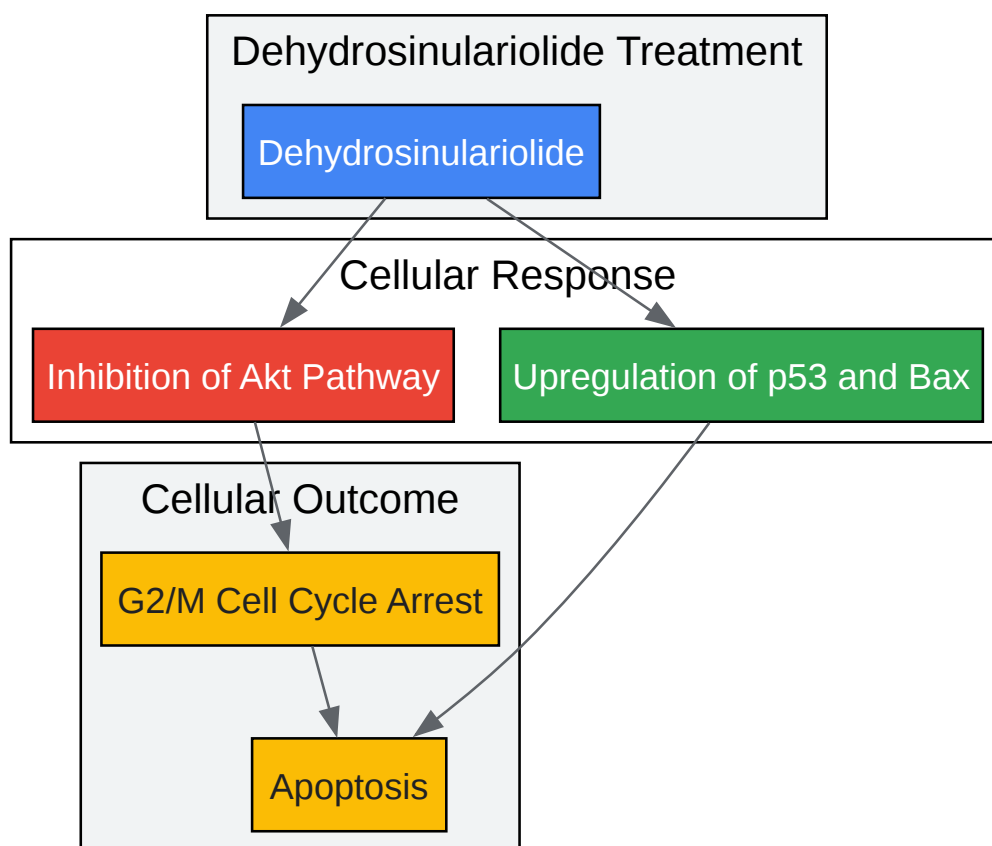 Dehydrosinulariolide Treatment
Dehydrosinulariolide
Cellular Response
Inhibition of Akt Pathway
Upregulation of p53 and Bax
Cellular Outcome
G2/M Cell Cycle Arrest
Apoptosis